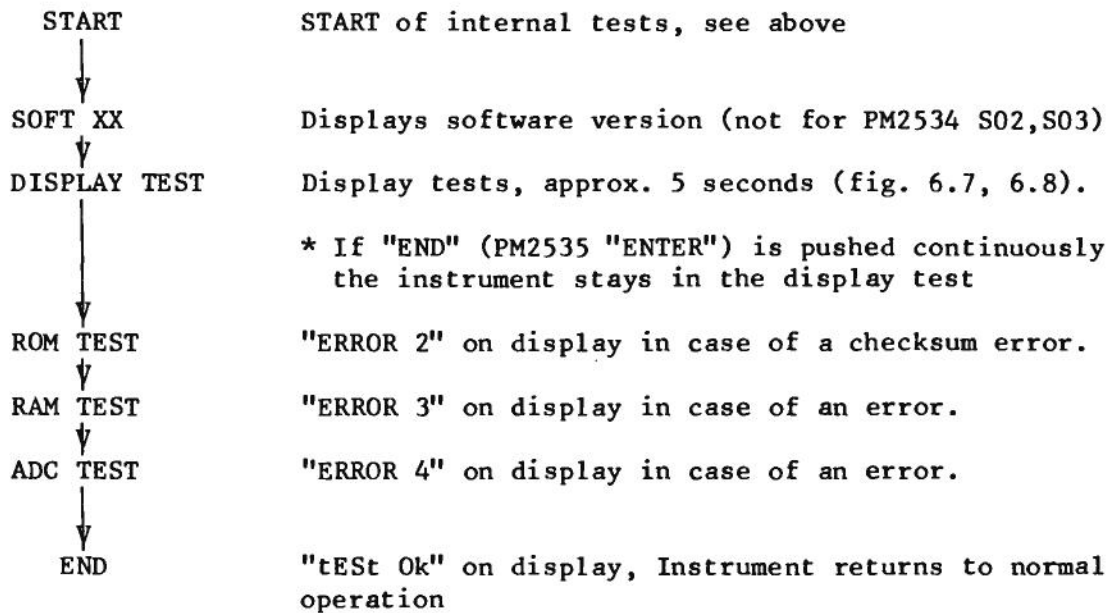 START START of internal tests, see above
SOFT XX Displays software version (not for PM2534 S02,S03)
DISPLAY TEST Display tests, approx. 5 seconds (fig. 6.7, 6.8).
* If "END" (PM2535 "ENTER") is pushed continuously
the instrument stays in the display test
ROM TEST "ERROR 2" on display in case of a checksum error.
RAM TEST "ERROR 3" on display in case of an error.
ADC TEST "ERROR 4" on display in case of an error.
END "tESt Ok" on display, Instrument returns to normal
operation